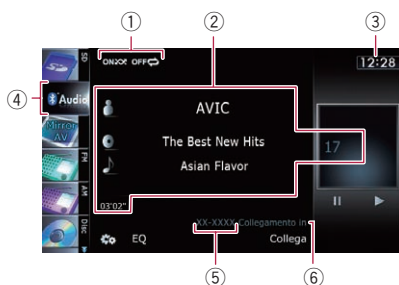 ① ② ③
SD ON OFF 12:28
④ Audio AVIC
Mirror
AV The Best New Hits 17
FM Asian Flavor
AM
03'02"
Disc XX-XXXX Collegamento in
EQ Collega
⑤ ⑥